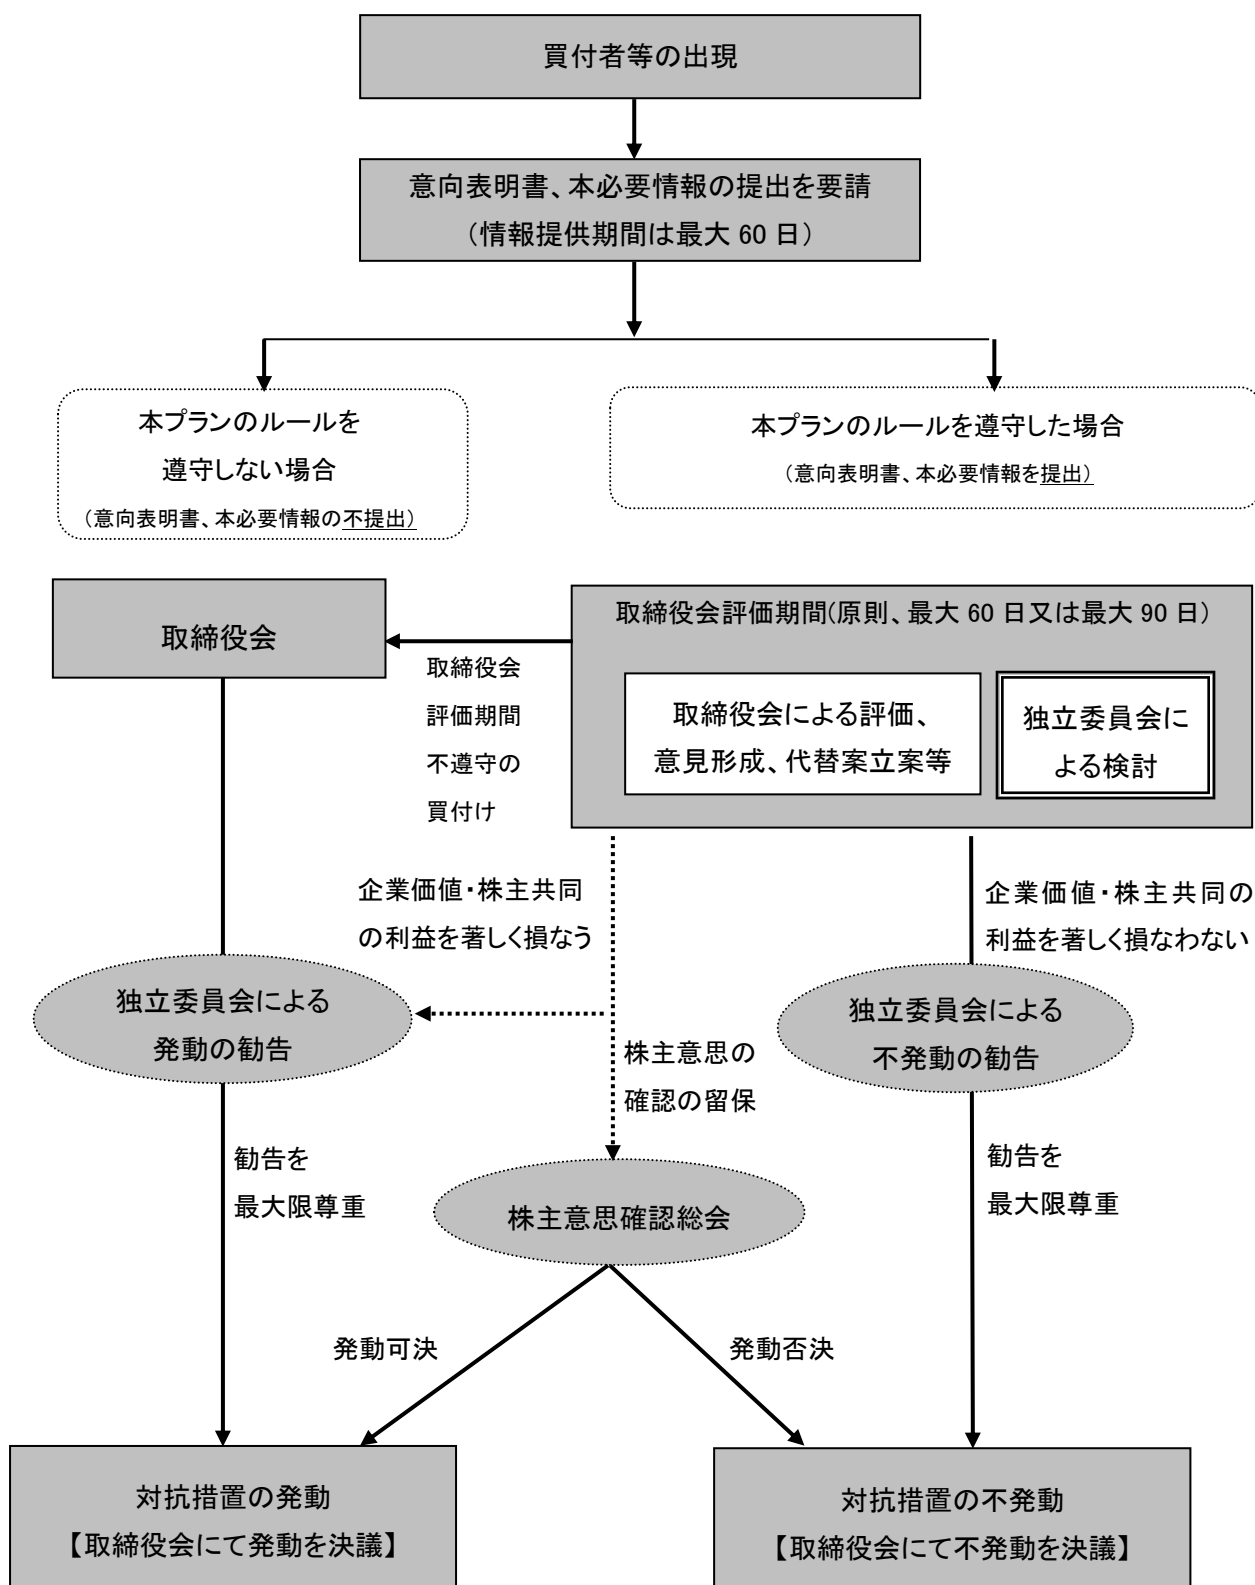 買付者等の出現
意向表明書、本必要情報の提出を要請
（情報提供期間は最大 60 日）
本プランのルールを
遵守しない場合
（意向表明書、本必要情報の不提出）
本プランのルールを遵守した場合
（意向表明書、本必要情報を提出）
取締役会
取締役会評価期間(原則、最大 60 日又は最大 90 日)
取締役会による評価、
意見形成、代替案立案等
独立委員会に
よる検討
取締役会
評価期間
不遵守の
買付け
企業価値・株主共同
の利益を著しく損なう
企業価値・株主共同の
利益を著しく損なわない
独立委員会による
発動の勧告
独立委員会による
不発動の勧告
株主意思の
確認の留保
勧告を
最大限尊重
株主意思確認総会
勧告を
最大限尊重
発動可決
発動否決
対抗措置の発動
【取締役会にて発動を決議】
対抗措置の不発動
【取締役会にて不発動を決議】